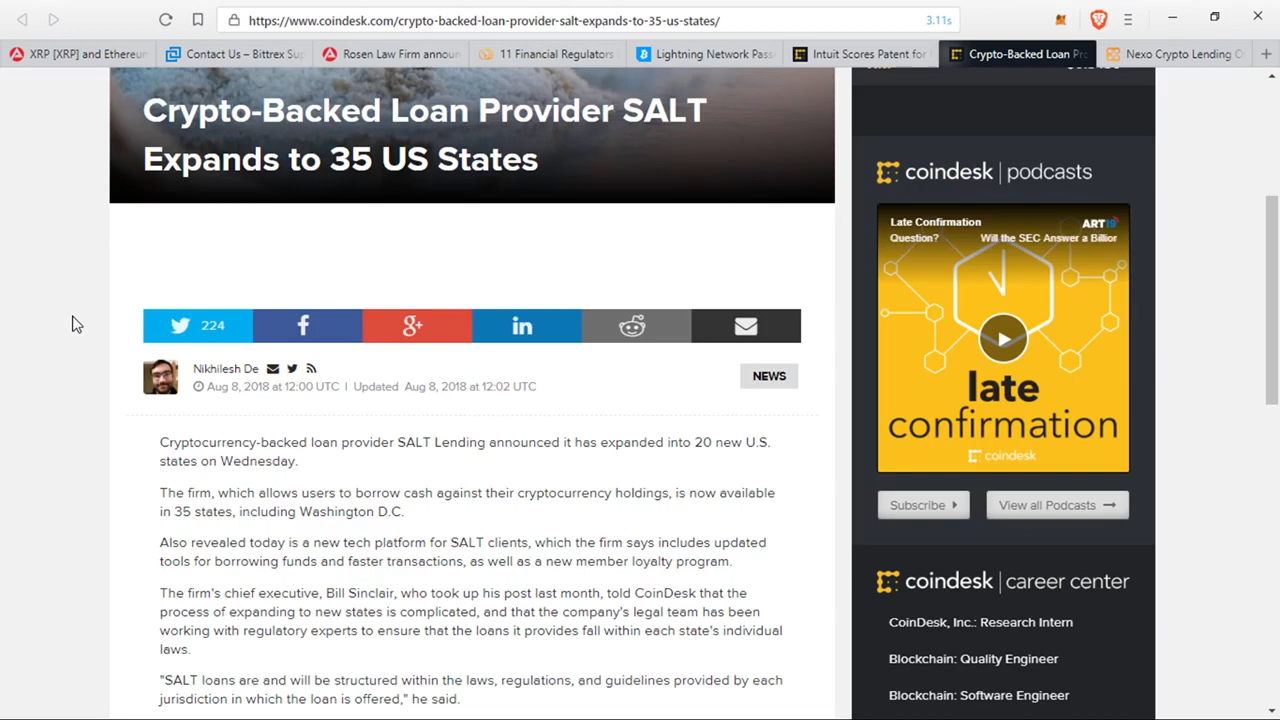 https://www.coindesk.com/crypto-backed-loan-provider-salt-expands-to-35-us-states/
3.11s
XRP [XRP] and Ethereu
Contact Us – Bittrex Su
Rosen Law Firm annou
11 Financial Regulators
Lightning Network Pas
Intuit Scores Patent for
Crypto-Backed Loan Pr
Nexo Crypto Lending
Crypto-Backed Loan Provider SALT
Expands to 35 US States
224
Nikhilesh De
Aug 8, 2018 at 12:00 UTC | Updated Aug 8, 2018 at 12:02 UTC
NEWS
Cryptocurrency-backed loan provider SALT Lending announced it has expanded into 20 new U.S.
states on Wednesday.
The firm, which allows users to borrow cash against their cryptocurrency holdings, is now available
in 35 states, including Washington D.C.
Also revealed today is a new tech platform for SALT clients, which the firm says includes updated
tools for borrowing funds and faster transactions, as well as a new member loyalty program.
The firm's chief executive, Bill Sinclair, who took up his post last month, told CoinDesk that the
process of expanding to new states is complicated, and that the company's legal team has been
working with regulatory experts to ensure that the loans it provides fall within each state's individual
laws.
"SALT loans are and will be structured within the laws, regulations, and guidelines provided by each
jurisdiction in which the loan is offered," he said.
coindesk | podcasts
Late Confirmation
ART19
Question?
Will the SEC Answer a Billior
late
confirmation
coindesk
Subscribe
View all Podcasts
coindesk | career center
CoinDesk, Inc.: Research Intern
Blockchain: Quality Engineer
Blockchain: Software Engineer